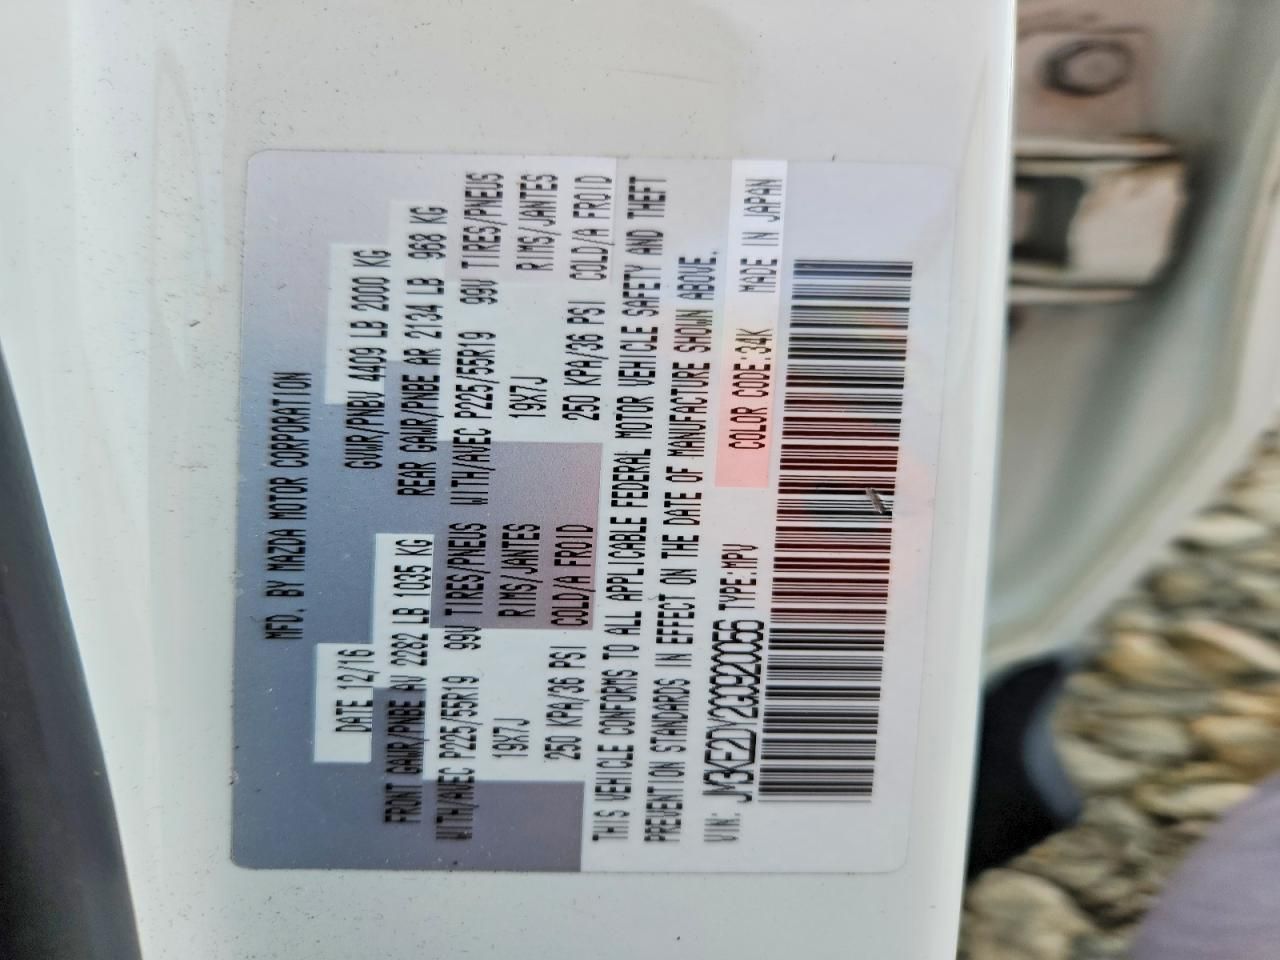 MFD. BY MAZDA MOTOR CORPORATION
DATE 12/16 GVWR/PNBV 4409 LB 2000 KG
FRONT GAWR/PNBE AV 2282 LB 1035 KG REAR GAWR/PNBE AR 2134 LB 968 KG
WITH/AVEC P225/55R19 99V TIRES/PNEUS WITH/AVEC P225/55R19 99V TIRES/PNEUS
19X7J RIMS/JANTES 19X7J RIMS/JANTES
250 KPA/36 PSI COLD/A FROID 250 KPA/36 PSI COLD/A FROID
THIS VEHICLE CONFORMS TO ALL APPLICABLE FEDERAL MOTOR VEHICLE SAFETY AND THEFT
PREVENTION STANDARDS IN EFFECT ON THE DATE OF MANUFACTURE SHOWN ABOVE.
VIN: TYPE:MPV COLOR CODE:34K MADE IN JAPAN